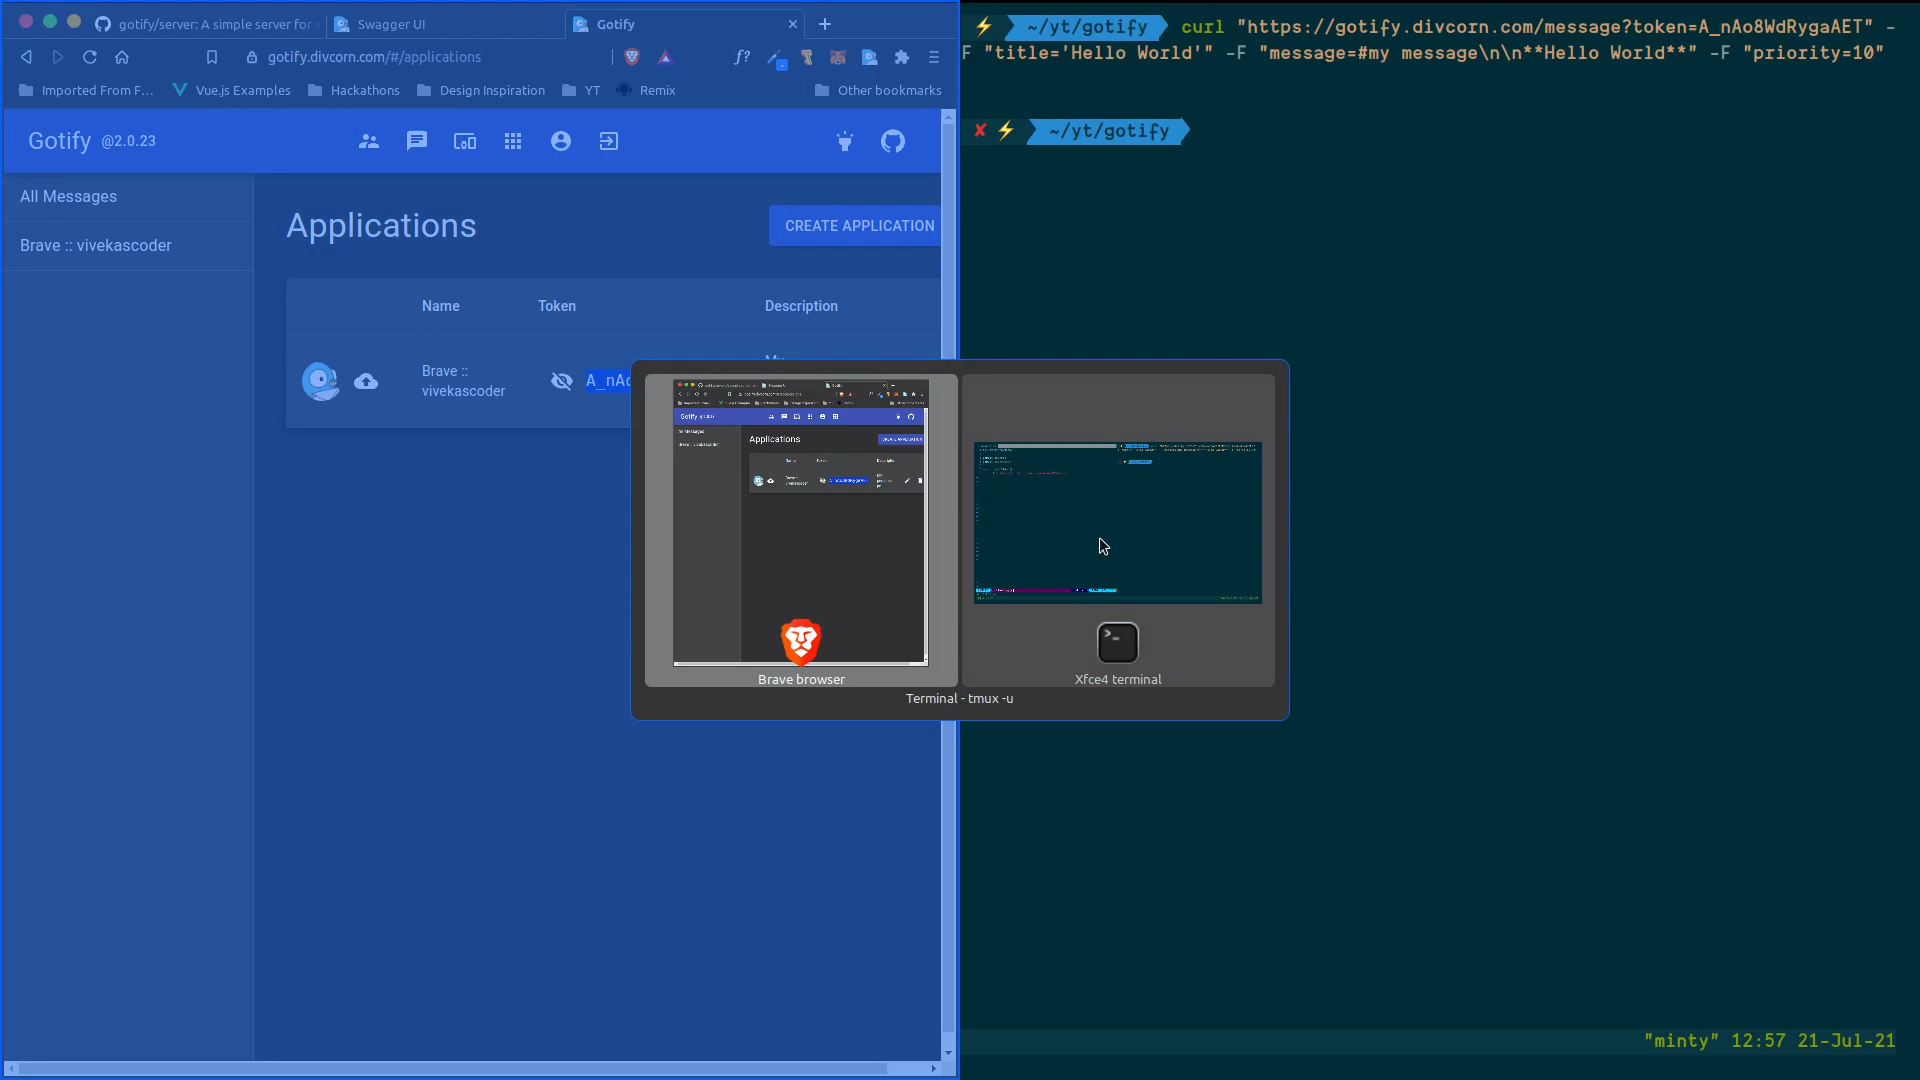 gotify/server: A simple server for s
Swagger UI
Gotify
gotify.divcorn.com/#/applications
Imported From F...
Vue.js Examples
Hackathons
Design Inspiration
YT
Remix
Other bookmarks
Gotify @2.0.23
All Messages
Brave :: vivekascoder
Applications
CREATE APPLICATION
Name
Token
Description
Brave ::
vivekascoder
A_nAo
My
~/yt/gotify curl "https://gotify.divcorn.com/message?token=A_nAo8WdRygaAET" -
F "title='Hello World'" -F "message=#my message\n\n**Hello World**" -F "priority=10"
~/yt/gotify
Applications
Brave browser
Xfce4 terminal
Terminal - tmux -u
"minty" 12:57 21-Jul-21